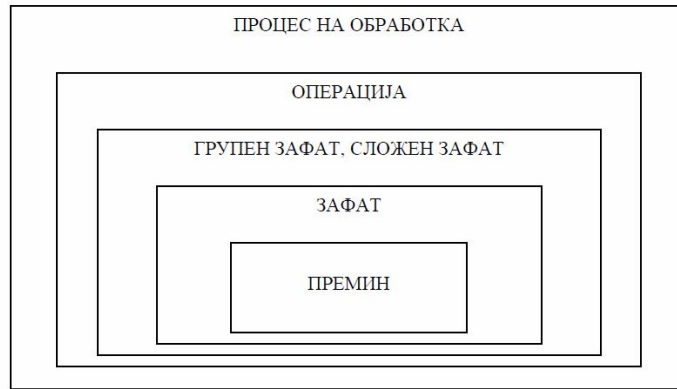 ПРОЦЕС НА ОБРАБОТКА
ОПЕРАЦИЈА
ГРУПЕН ЗАФАТ, СЛОЖЕН ЗАФАТ
ЗАФАТ
ПРЕМИН